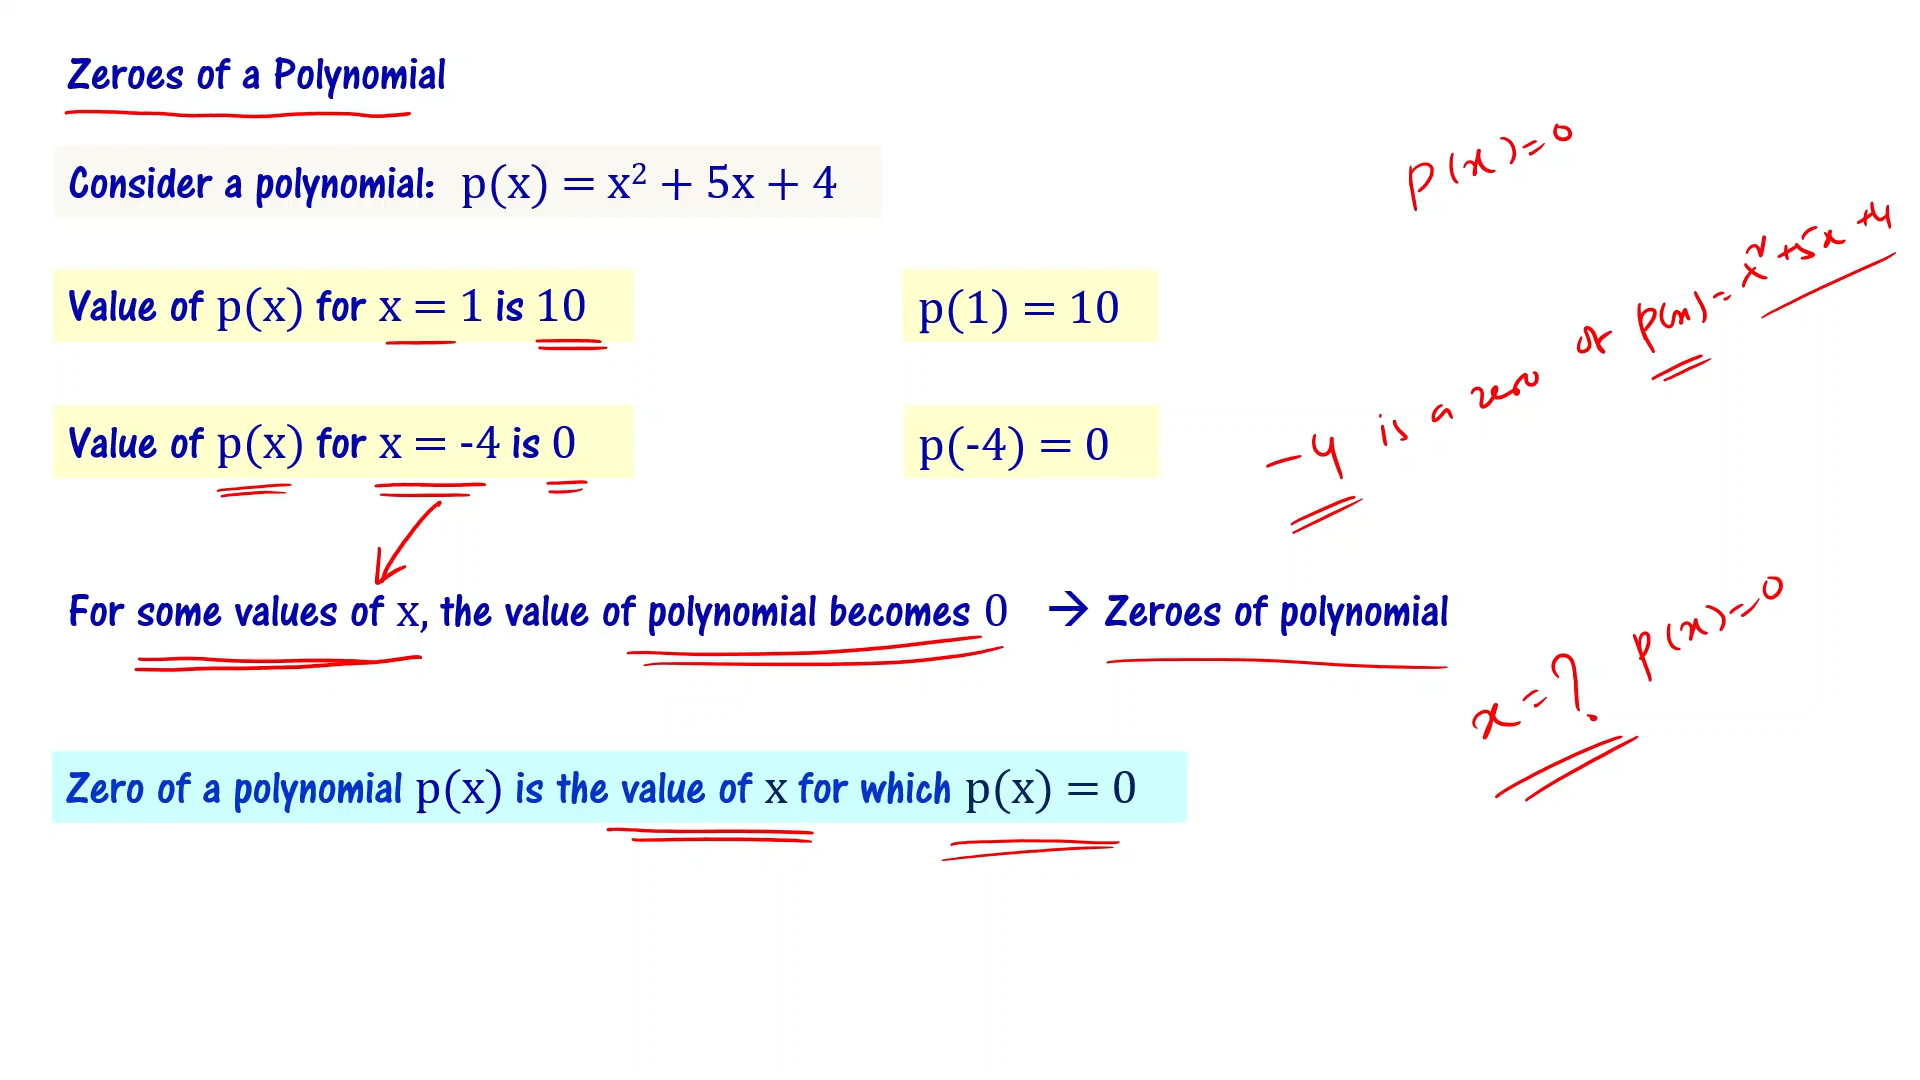 Zeroes of a Polynomial
Consider a polynomial: p(x) = x² + 5x + 4
p(x)=0
Value of p(x) for x = 1 is 10
p(1) = 10
Value of p(x) for x = -4 is 0
p(-4) = 0
-4 is a zero of p(x) = x²+5x+4
For some values of x, the value of polynomial becomes 0 → Zeroes of polynomial
x=? p(x)=0
Zero of a polynomial p(x) is the value of x for which p(x) = 0